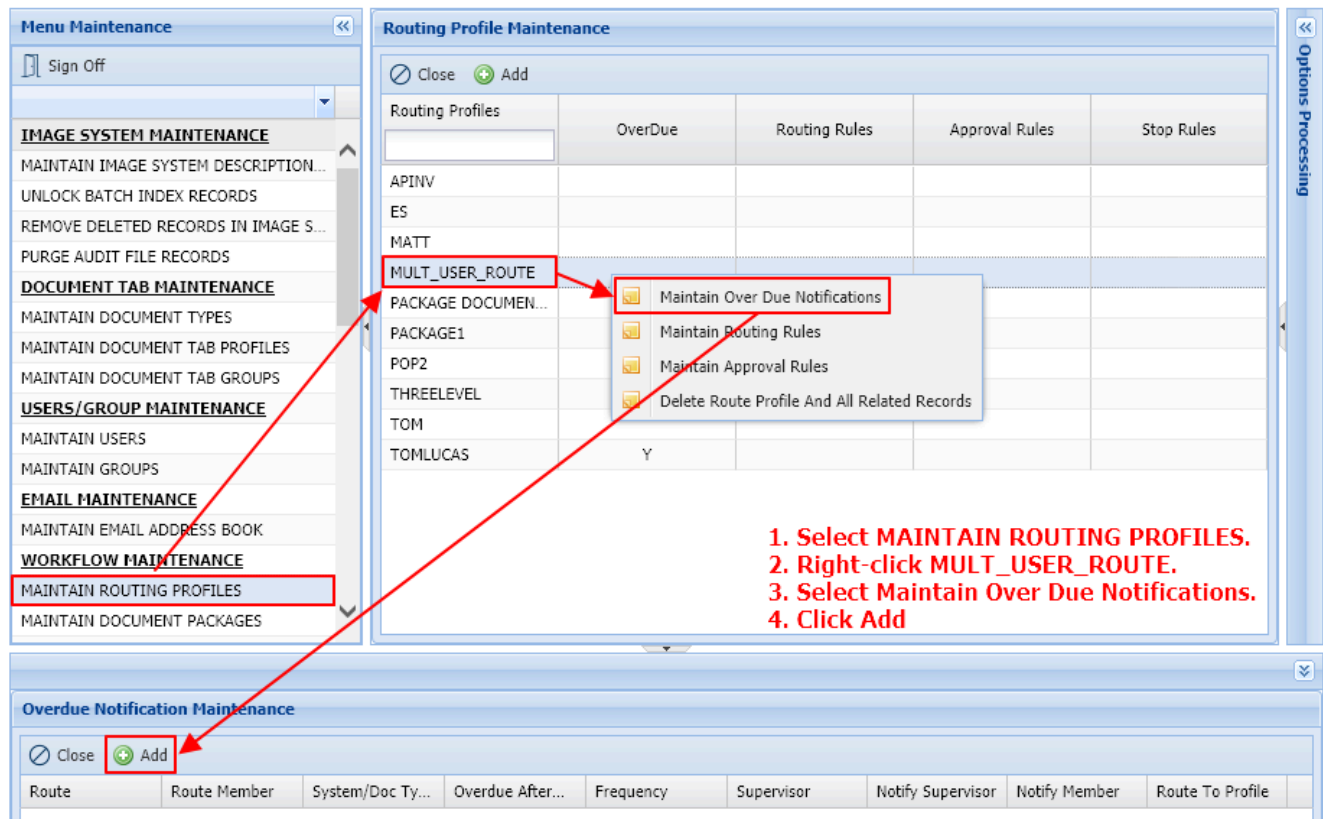 Menu Maintenance
Sign Off
IMAGE SYSTEM MAINTENANCE
MAINTAIN IMAGE SYSTEM DESCRIPTION...
UNLOCK BATCH INDEX RECORDS
REMOVE DELETED RECORDS IN IMAGE S...
PURGE AUDIT FILE RECORDS
DOCUMENT TAB MAINTENANCE
MAINTAIN DOCUMENT TYPES
MAINTAIN DOCUMENT TAB PROFILES
MAINTAIN DOCUMENT TAB GROUPS
USERS/GROUP MAINTENANCE
MAINTAIN USERS
MAINTAIN GROUPS
EMAIL MAINTENANCE
MAINTAIN EMAIL ADDRESS BOOK
WORKFLOW MAINTENANCE
MAINTAIN ROUTING PROFILES
MAINTAIN DOCUMENT PACKAGES
Routing Profile Maintenance
Close Add
Routing Profiles OverDue Routing Rules Approval Rules Stop Rules
APINV
ES
MATT
MULT_USER_ROUTE
PACKAGE DOCUMEN...
PACKAGE1
POP2
THREELEVEL
TOM
TOMLUCAS Y
Maintain Over Due Notifications
Maintain Routing Rules
Maintain Approval Rules
Delete Route Profile And All Related Records
1. Select MAINTAIN ROUTING PROFILES.
2. Right-click MULT_USER_ROUTE.
3. Select Maintain Over Due Notifications.
4. Click Add
Options Processing
Overdue Notification Maintenance
Close Add
Route Route Member System/Doc Ty... Overdue After... Frequency Supervisor Notify Supervisor Notify Member Route To Profile